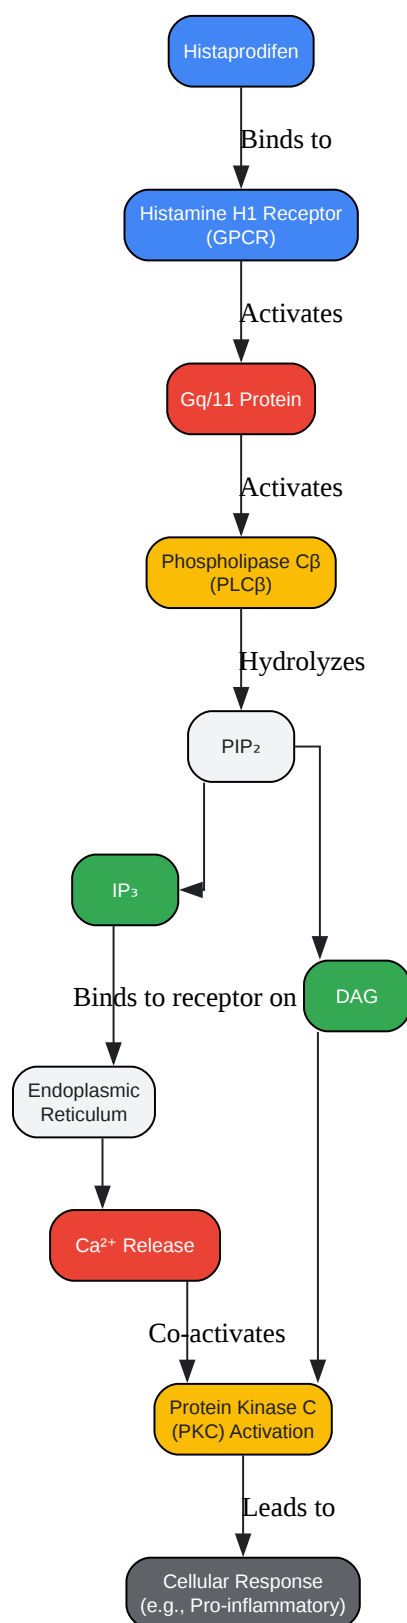 Histaprodifen
Binds to
Histamine H1 Receptor
(GPCR)
Activates
Gq/11 Protein
Activates
Phospholipase Cβ
(PLCβ)
Hydrolyzes
PIP₂
IP₃
Binds to receptor on
DAG
Endoplasmic
Reticulum
Ca²⁺ Release
Co-activates
Protein Kinase C
(PKC) Activation
Leads to
Cellular Response
(e.g., Pro-inflammatory)